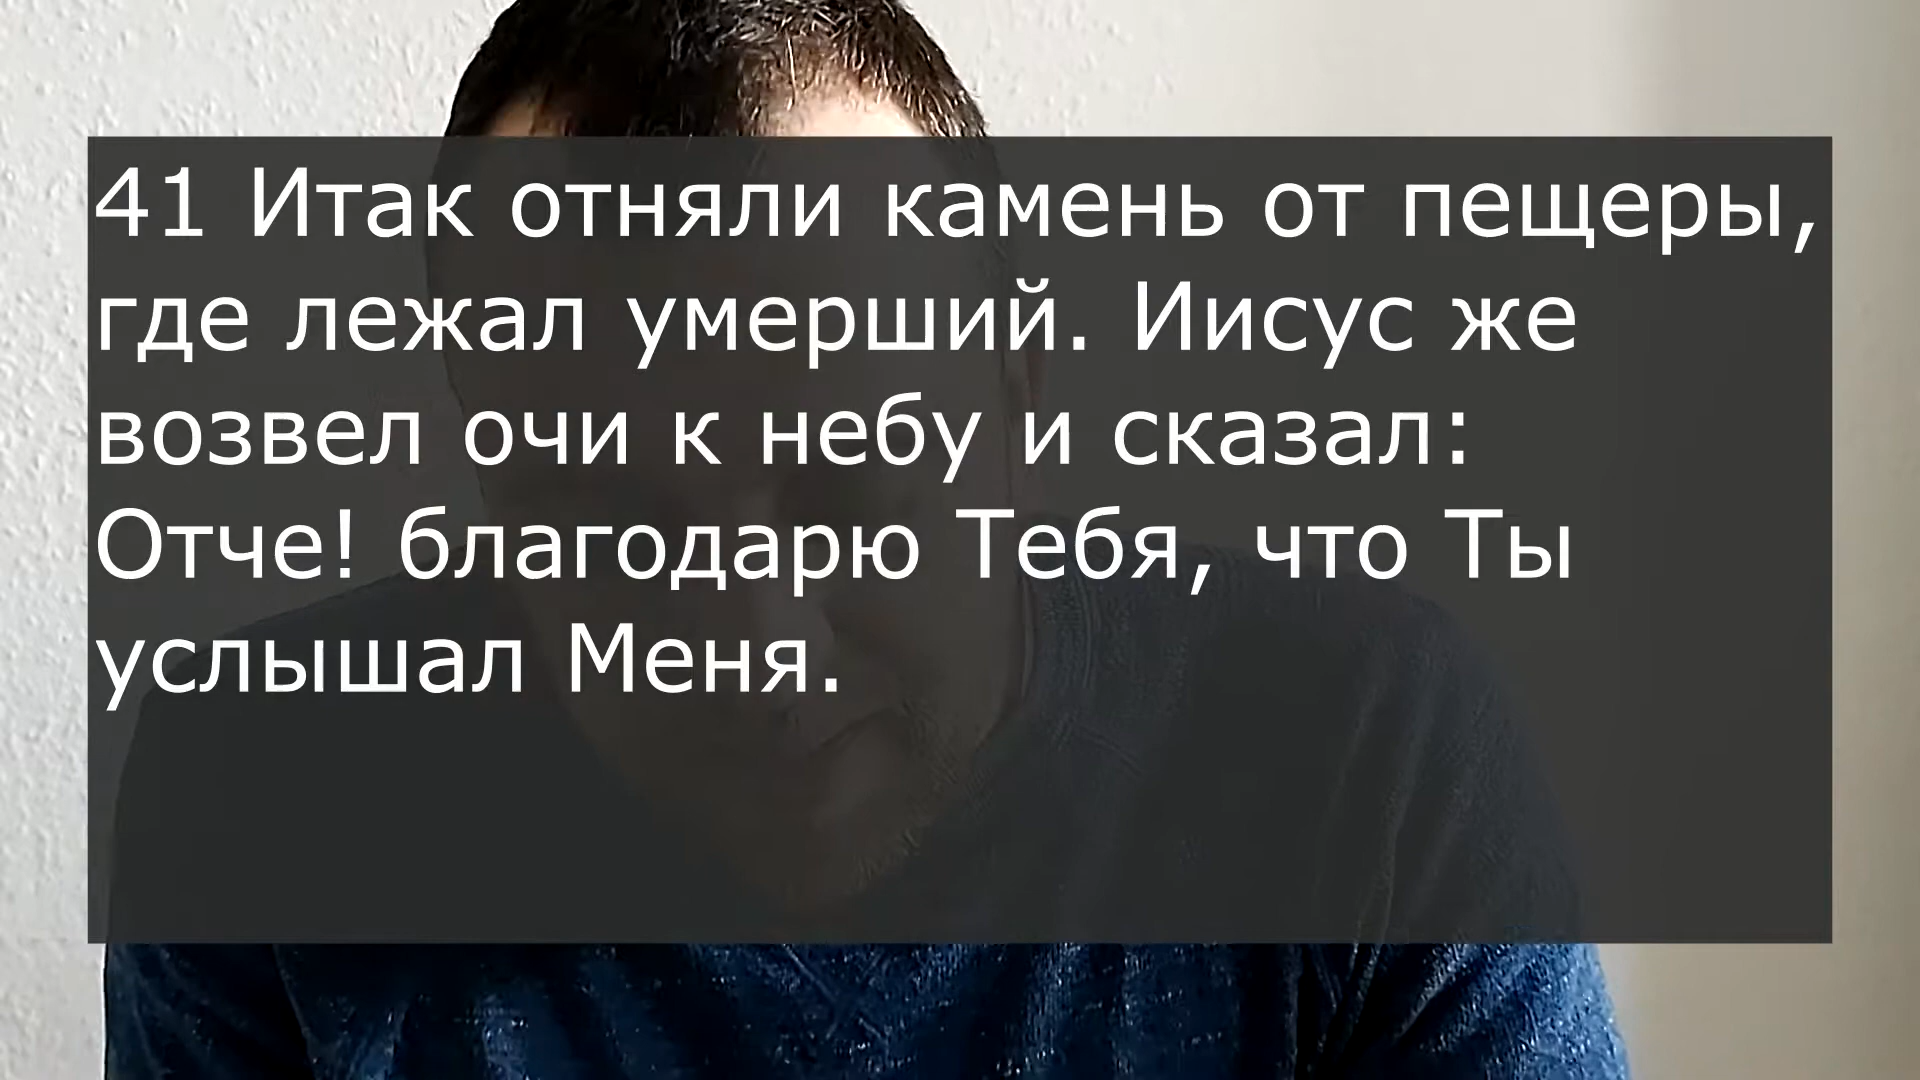 41 Итак отняли камень от пещеры,
где лежал умерший. Иисус же
возвел очи к небу и сказал:
Отче! благодарю Тебя, что Ты
услышал Меня.